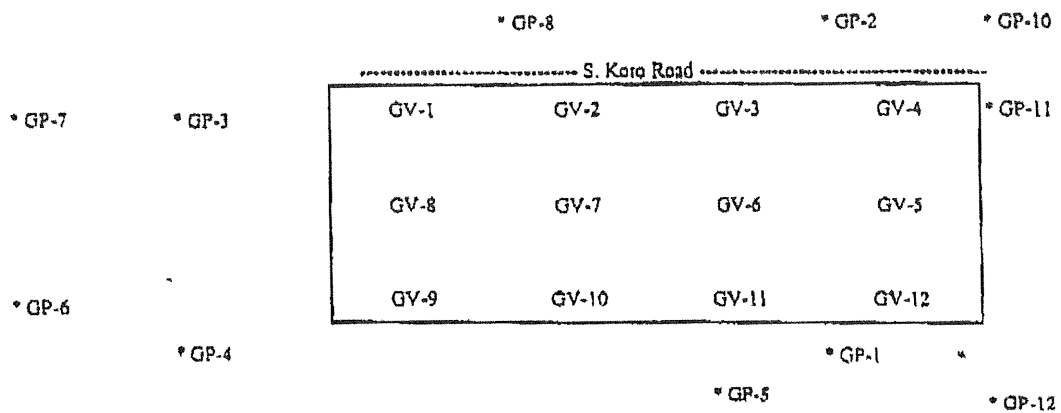 * GP-8 * GP-2 * GP-10
S. Koro Road
GV-1 GV-2 GV-3 GV-4 * GP-11
* GP-7 * GP-3
GV-8 GV-7 GV-6 GV-5
GV-9 GV-10 GV-11 GV-12
* GP-6
* GP-4 * GP-1 *
* GP-5 * GP-12